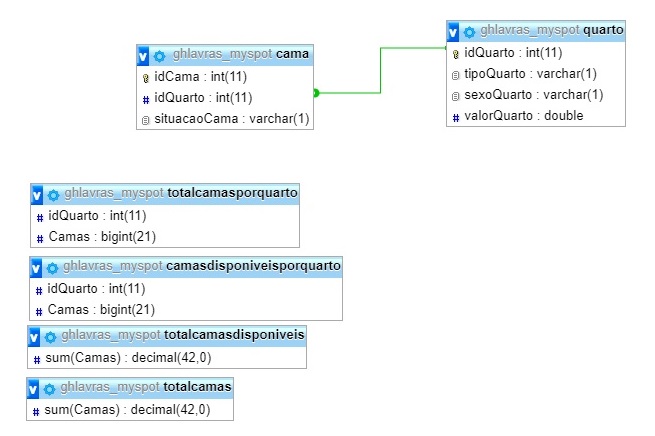 ghlavras_myspot quarto
idQuarto : int(11)
tipoQuarto : varchar(1)
sexoQuarto : varchar(1)
valorQuarto : double
ghlavras_myspot cama
idCama : int(11)
idQuarto : int(11)
situacaoCama : varchar(1)
ghlavras_myspot totalcamasporquarto
idQuarto : int(11)
Camas : bigint(21)
ghlavras_myspot camasdisponiveisporquarto
idQuarto : int(11)
Camas : bigint(21)
ghlavras_myspot totalcamasdisponiveis
sum(Camas) : decimal(42,0)
ghlavras_myspot totalcamas
sum(Camas) : decimal(42,0)